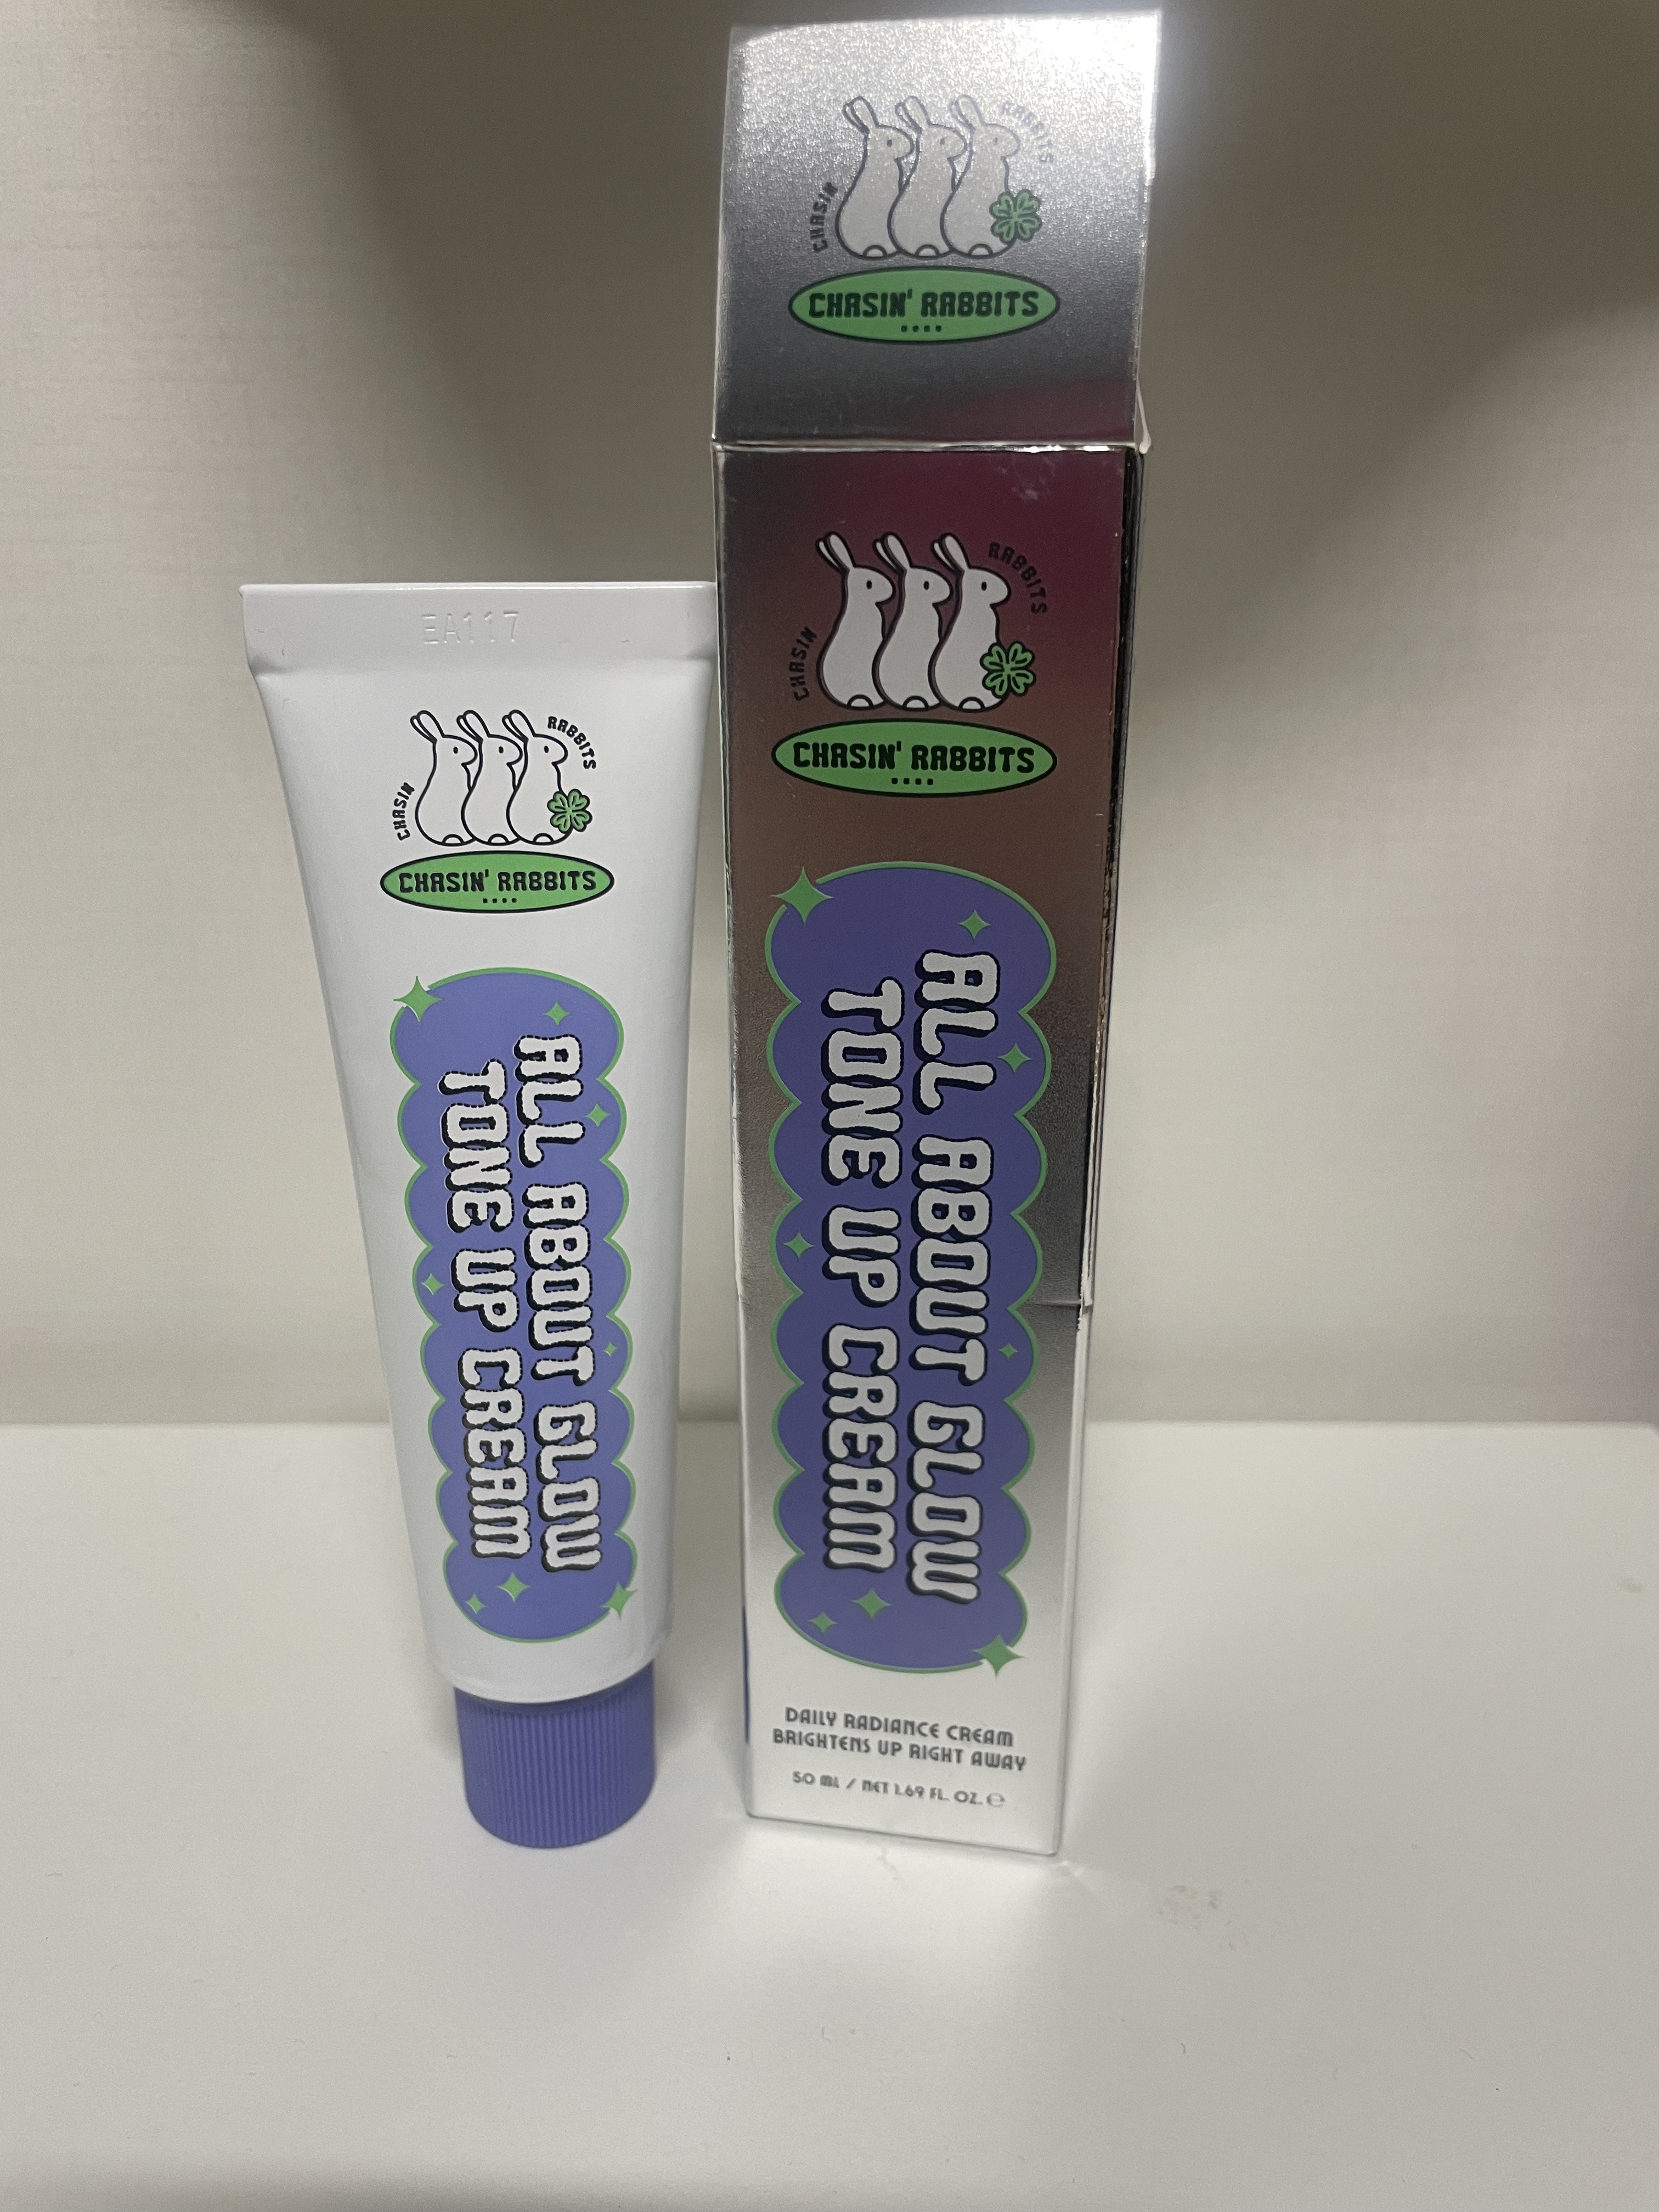 EA117
CHASIN RABBITS
CHASIN' RABBITS
ALL ABOUT GLOW
TONE UP CREAM
CHASIN RABBITS
CHASIN' RABBITS
CHASIN RABBITS
CHASIN' RABBITS
ALL ABOUT GLOW
TONE UP CREAM
DAILY RADIANCE CREAM
BRIGHTENS UP RIGHT AWAY
50 ML / NET 1.69 FL. OZ. ℮